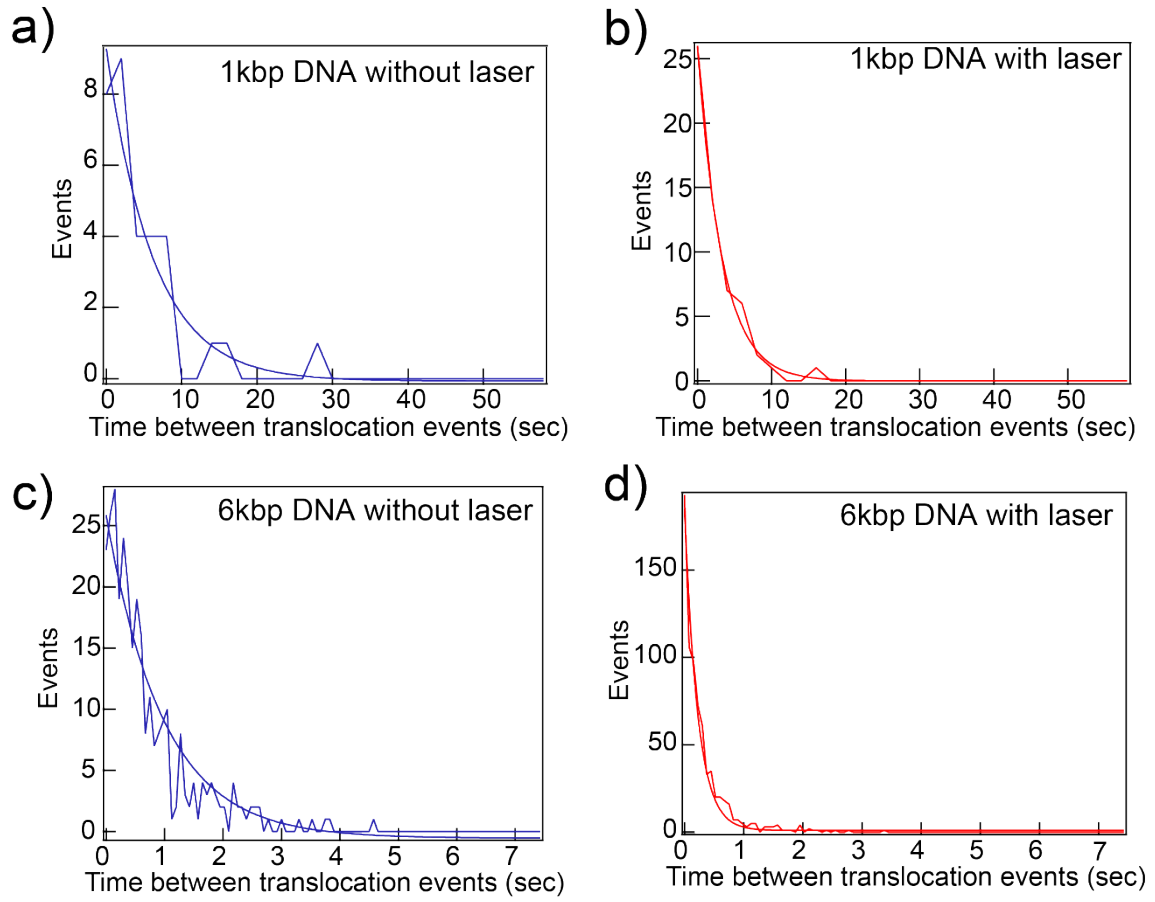 a)
1kbp DNA without laser
Events
8
6
4
2
0
0 10 20 30 40 50
Time between translocation events (sec)
b)
1kbp DNA with laser
Events
25
20
15
10
5
0
0 10 20 30 40 50
Time between translocation events (sec)
c)
6kbp DNA without laser
Events
25
20
15
10
5
0
0 1 2 3 4 5 6 7
Time between translocation events (sec)
d)
6kbp DNA with laser
Events
150
100
50
0
0 1 2 3 4 5 6 7
Time between translocation events (sec)